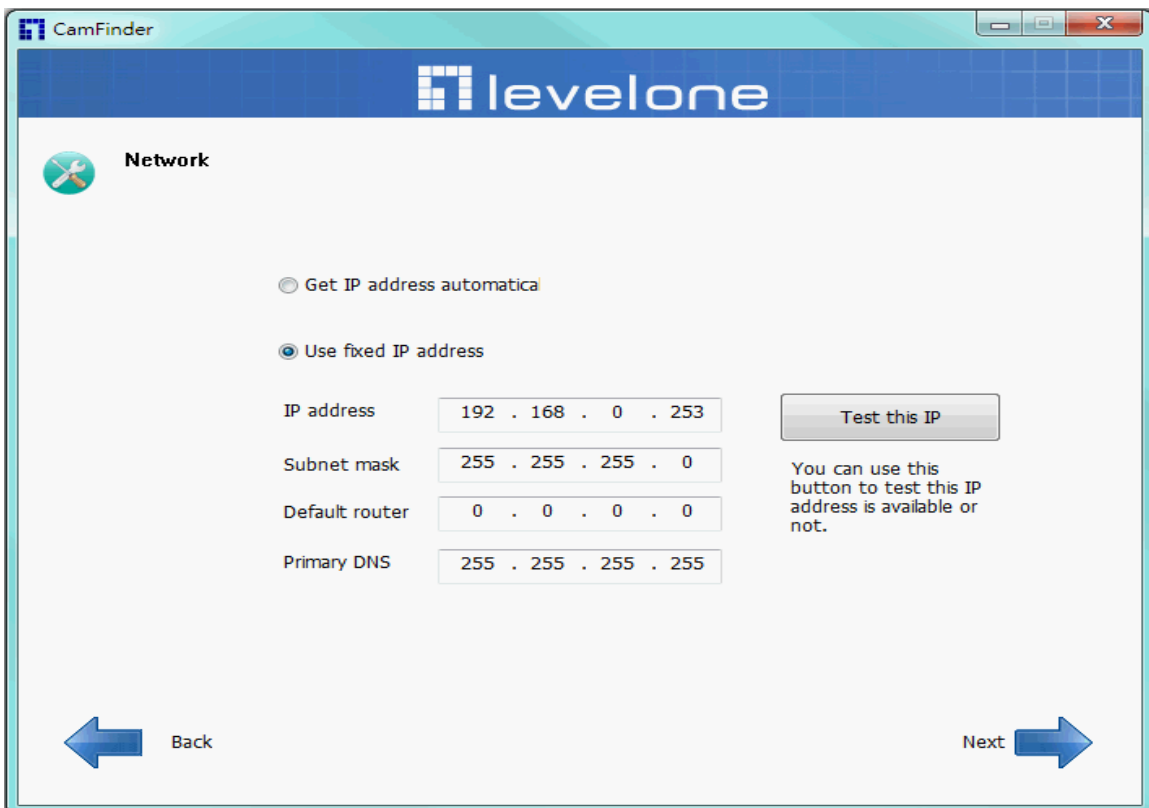 CamFinder
levelone
Network
Get IP address automatica
Use fixed IP address
IP address 192 . 168 . 0 . 253
Test this IP
Subnet mask 255 . 255 . 255 . 0
You can use this
button to test this IP
address is available or
not.
Default router 0 . 0 . 0 . 0
Primary DNS 255 . 255 . 255 . 255
Back
Next